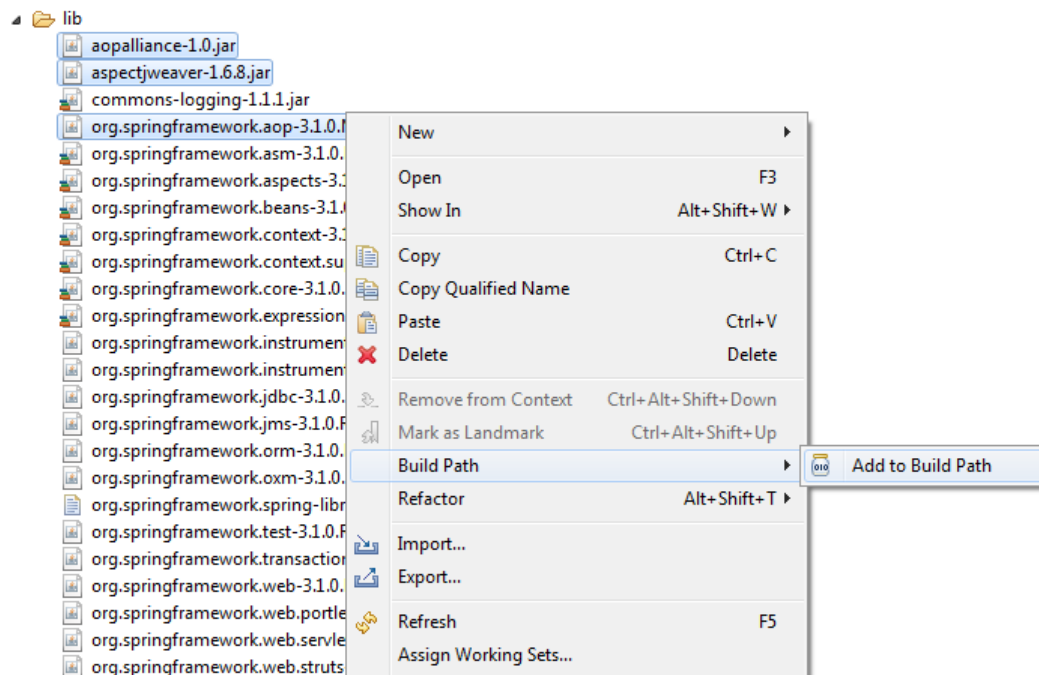 lib
aopalliance-1.0.jar
aspectjweaver-1.6.8.jar
commons-logging-1.1.1.jar
org.springframework.aop-3.1.0.
org.springframework.asm-3.1.0.
org.springframework.aspects-3.
org.springframework.beans-3.1.
org.springframework.context-3.
org.springframework.context.su
org.springframework.core-3.1.0.
org.springframework.expression
org.springframework.instrumen
org.springframework.instrumen
org.springframework.jdbc-3.1.0.
org.springframework.jms-3.1.0.
org.springframework.orm-3.1.0.
org.springframework.oxm-3.1.0.
org.springframework.spring-libr
org.springframework.test-3.1.0.
org.springframework.transaction
org.springframework.web-3.1.0.
org.springframework.web.portle
org.springframework.web.servle
org.springframework.web.struts
New
Open F3
Show In Alt+Shift+W
Copy Ctrl+C
Copy Qualified Name
Paste Ctrl+V
Delete Delete
Remove from Context Ctrl+Alt+Shift+Down
Mark as Landmark Ctrl+Alt+Shift+Up
Build Path
Add to Build Path
Refactor Alt+Shift+T
Import...
Export...
Refresh F5
Assign Working Sets...